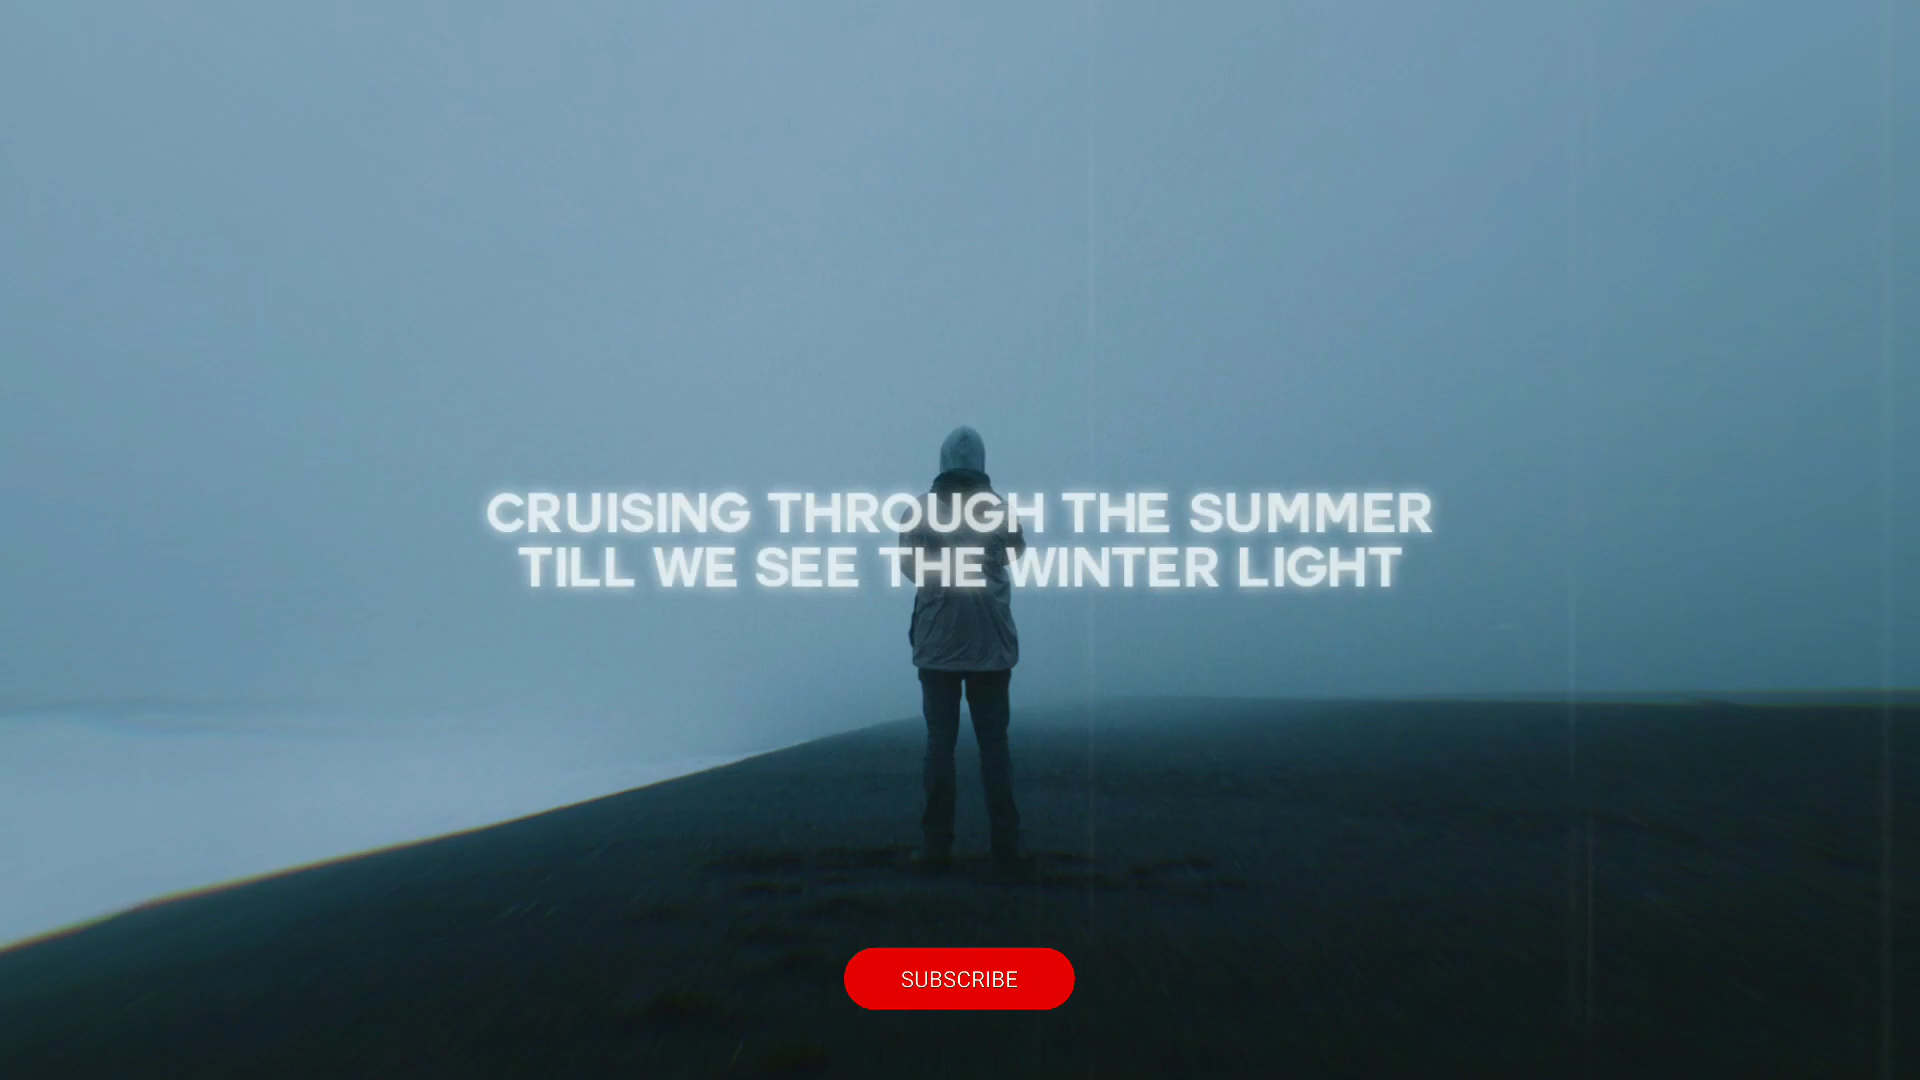 CRUISING THROUGH THE SUMMER
TILL WE SEE THE WINTER LIGHT
SUBSCRIBE